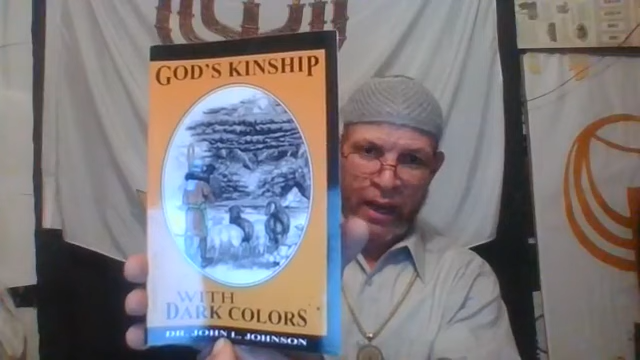 GOD'S KINSHIP
WITH
DARK COLORS
DR. JOHN L. JOHNSON